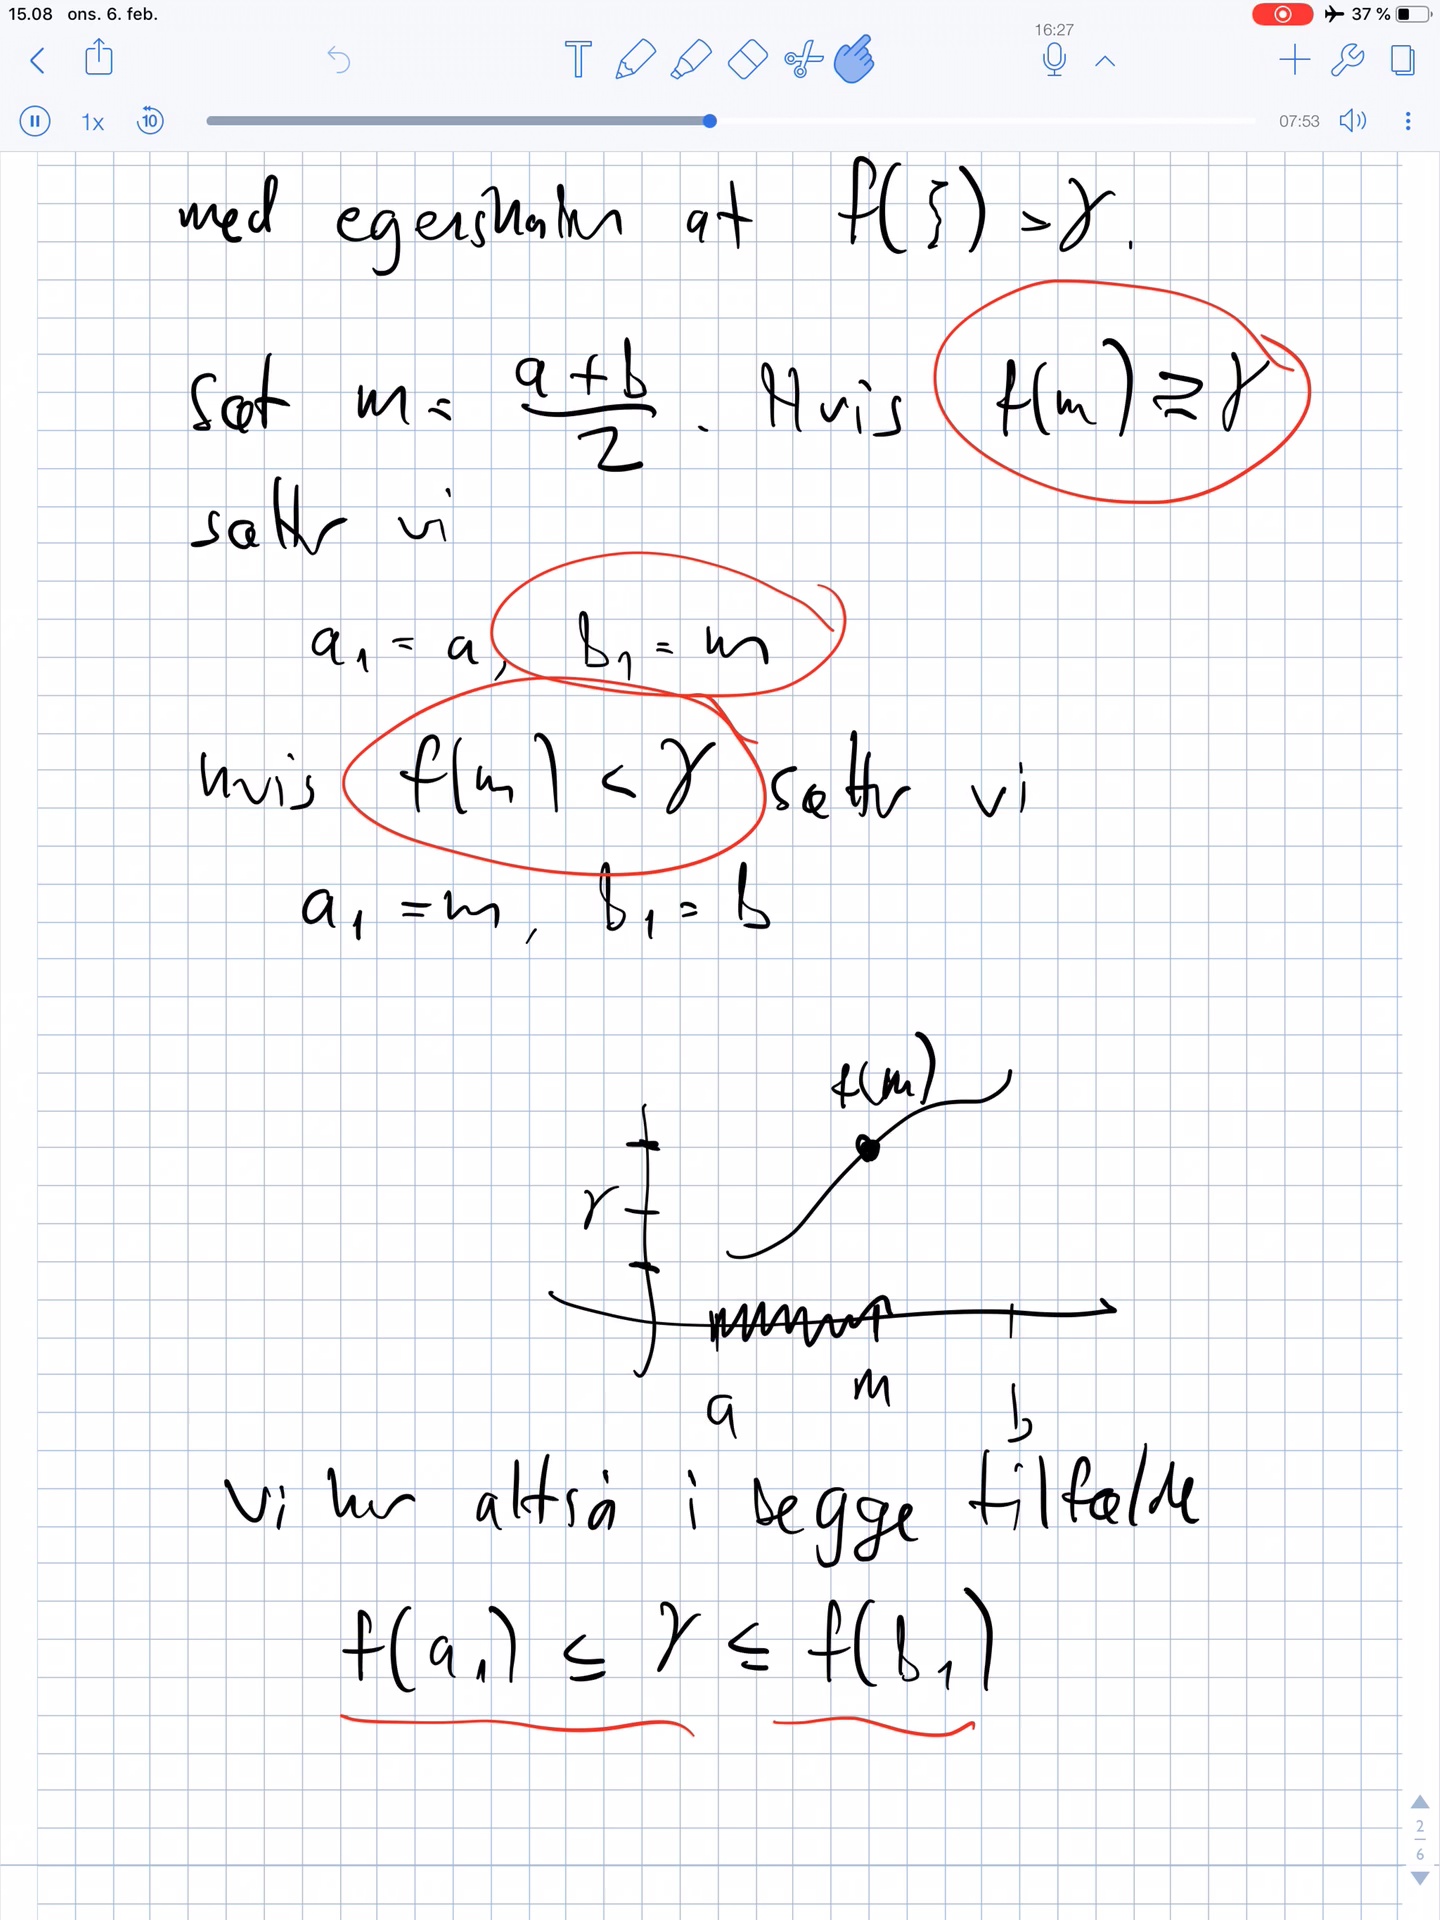 15.08 ons. 6. feb.
37 %
16:27
T
1x
10
07:53
med egenskaben at f(ξ) = γ.
Sæt m = a+b/2. Hvis f(m) ≥ γ
sætter vi
a₁ = a, b₁ = m
hvis f(m) < γ sætter vi
a₁ = m, b₁ = b
f(m)
γ
a
m
b
Vi har altså i begge tilfælde
f(a₁) ≤ γ ≤ f(b₁)
2
6